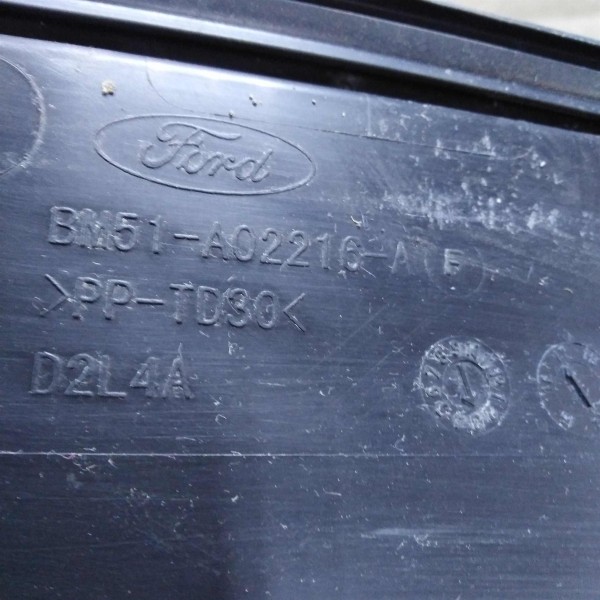 Ford
BM51-A02216-A F
>PP-TD30<
D2L4A